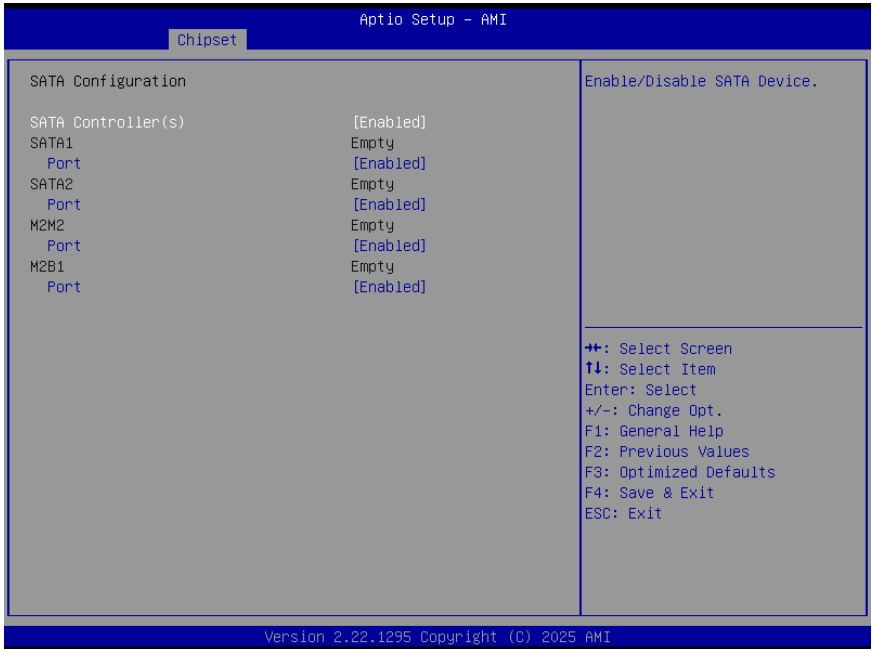 Aptio Setup – AMI
Chipset
SATA Configuration
SATA Controller(s) [Enabled]
SATA1 Empty
Port [Enabled]
SATA2 Empty
Port [Enabled]
M2M2 Empty
Port [Enabled]
M2B1 Empty
Port [Enabled]
Enable/Disable SATA Device.
→←: Select Screen
↑↓: Select Item
Enter: Select
+/-: Change Opt.
F1: General Help
F2: Previous Values
F3: Optimized Defaults
F4: Save & Exit
ESC: Exit
Version 2.22.1295 Copyright (C) 2025 AMI